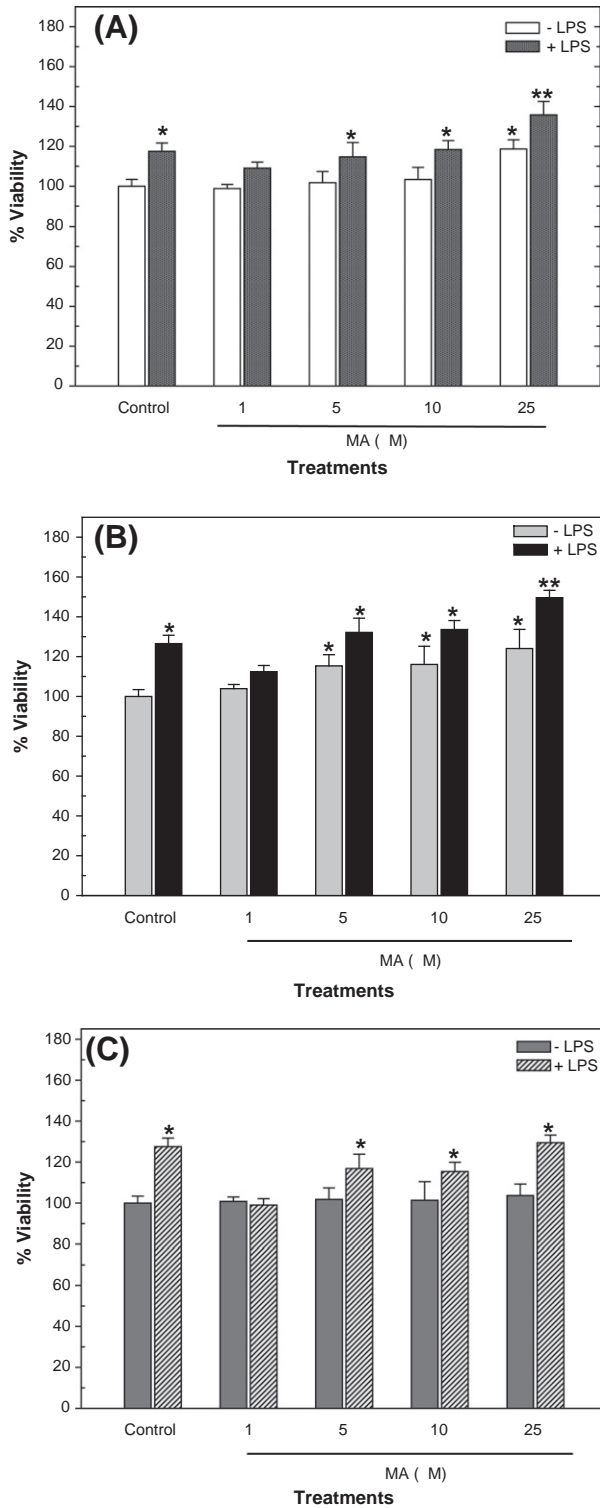 (A)
- LPS
+ LPS
180
160
140
120
100
80
60
40
20
0
% Viability
*
*
*
*
**
Control
1
5
10
25
MA ( M)
Treatments
(B)
- LPS
+ LPS
180
160
140
120
100
80
60
40
20
0
% Viability
*
*
*
*
*
*
**
Control
1
5
10
25
MA ( M)
Treatments
(C)
- LPS
+ LPS
180
160
140
120
100
80
60
40
20
0
% Viability
*
*
*
*
Control
1
5
10
25
MA ( M)
Treatments